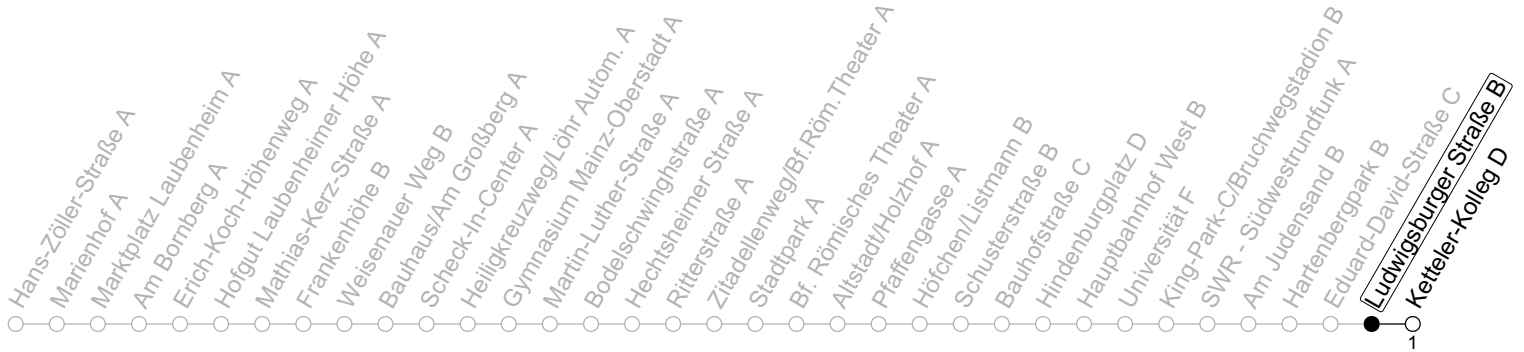 Hans-Zöller-Straße A
Marienhof A
Marktplatz Laubenheim A
Am Bornberg A
Erich-Koch-Höhenweg A
Hofgut Laubenheimer Höhe A
Mathias-Kerz-Straße A
Frankenhöhe B
Weisenauer Weg B
Bauhaus/Am Großberg A
Scheck-In-Center A
Heiligkreuzweg/Löhr Autom. A
Gymnasium Mainz-Oberstadt A
Martin-Luther-Straße A
Bodelschwinghstraße A
Hechtsheimer Straße A
Ritterstraße A
Zitadellenweg/Bf.Röm.Theater A
Stadtpark A
Bf. Römisches Theater A
Altstadt/Holzhof A
Pfaffengasse A
Höfchen/Listmann B
Schusterstraße B
Bauhofstraße C
Hindenburgplatz D
Hauptbahnhof West B
Universität F
King-Park-C/Bruchwegstadion B
SWR - Südwestrundfunk A
Am Judensand B
Hartenbergpark B
Eduard-David-Straße C
Ludwigsburger Straße B
Ketteler-Kolleg D
1